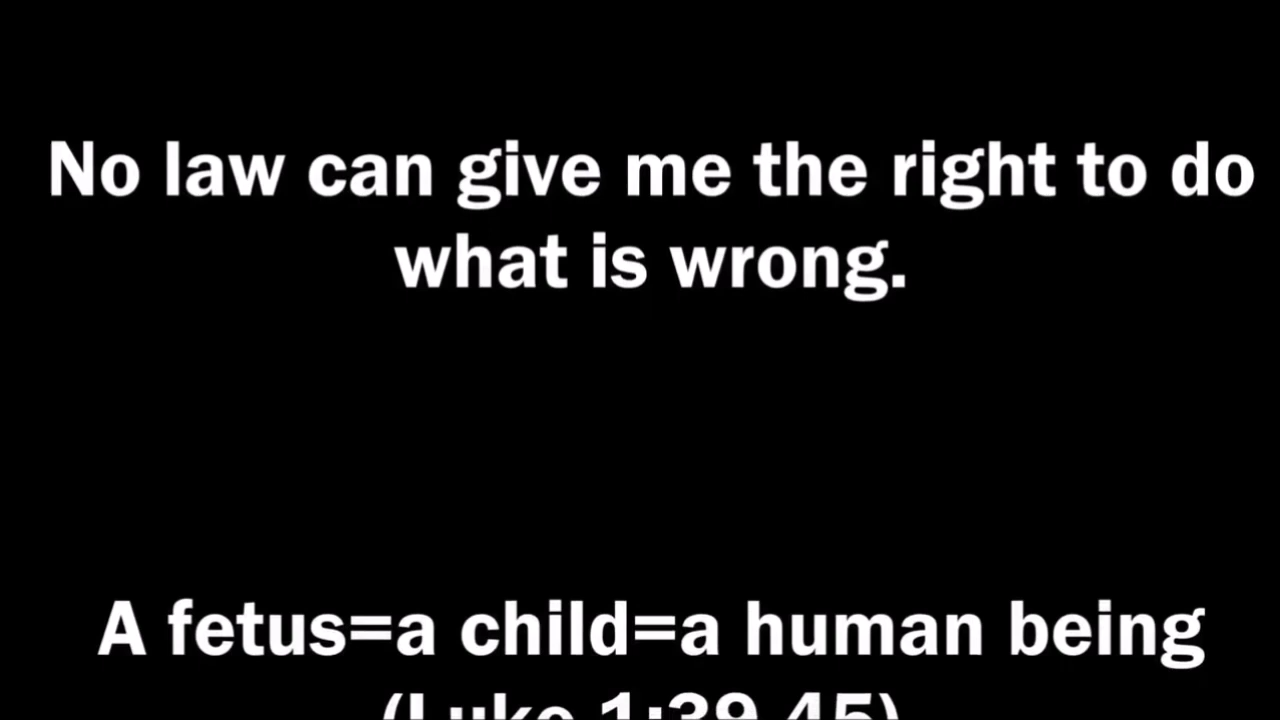 No law can give me the right to do
what is wrong.
A fetus=a child=a human being
(Luke 1:39-45)